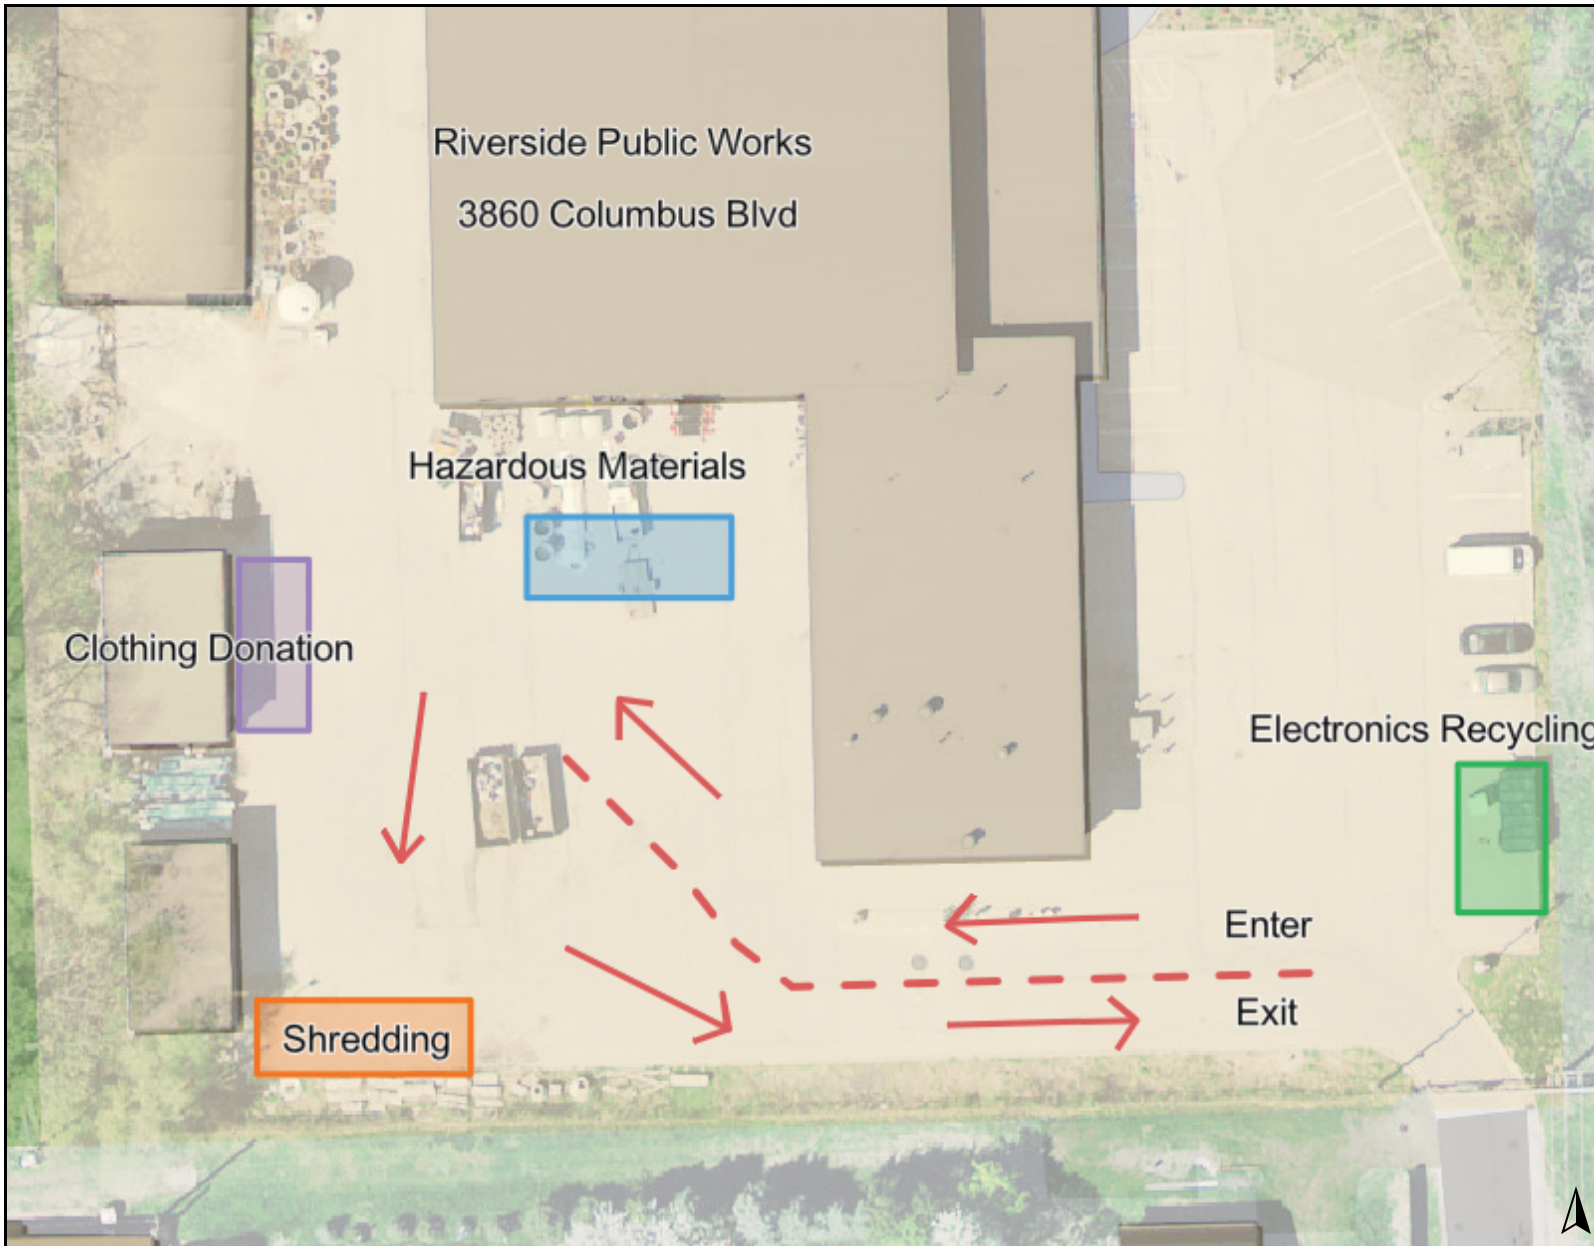 Riverside Public Works
3860 Columbus Blvd
Hazardous Materials
Clothing Donation
Electronics Recycling
Enter
Exit
Shredding